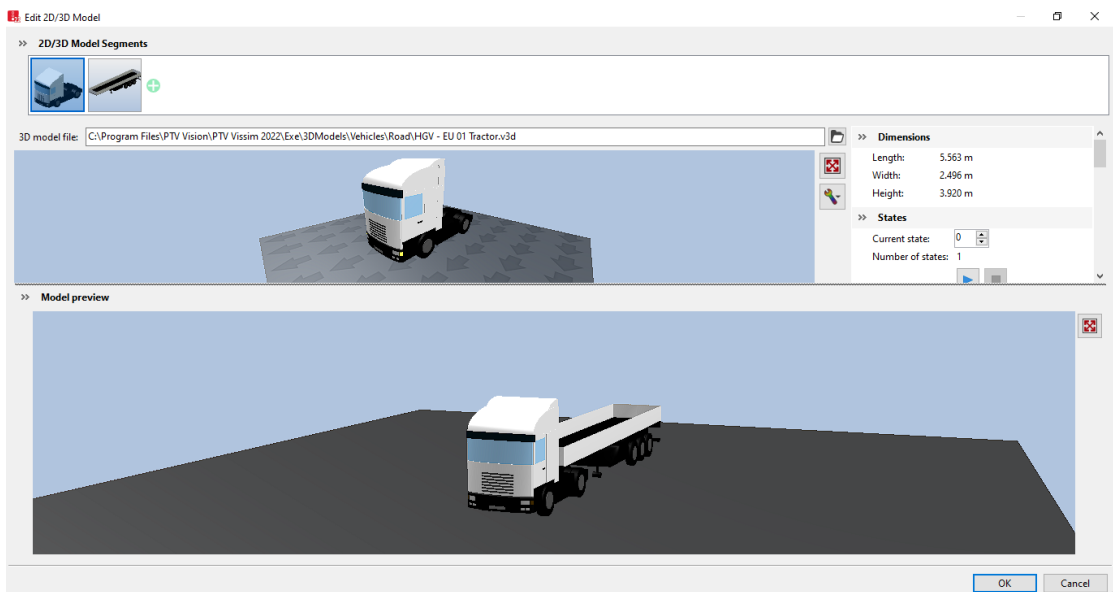 Edit 2D/3D Model
2D/3D Model Segments
3D model file: C:\Program Files\PTV Vision\PTV Vissim 2022\Exe\3DModels\Vehicles\Road\HGV - EU 01 Tractor.v3d
Dimensions
Length: 5.563 m
Width: 2.496 m
Height: 3.920 m
States
Current state: 0
Number of states: 1
Model preview
OK Cancel